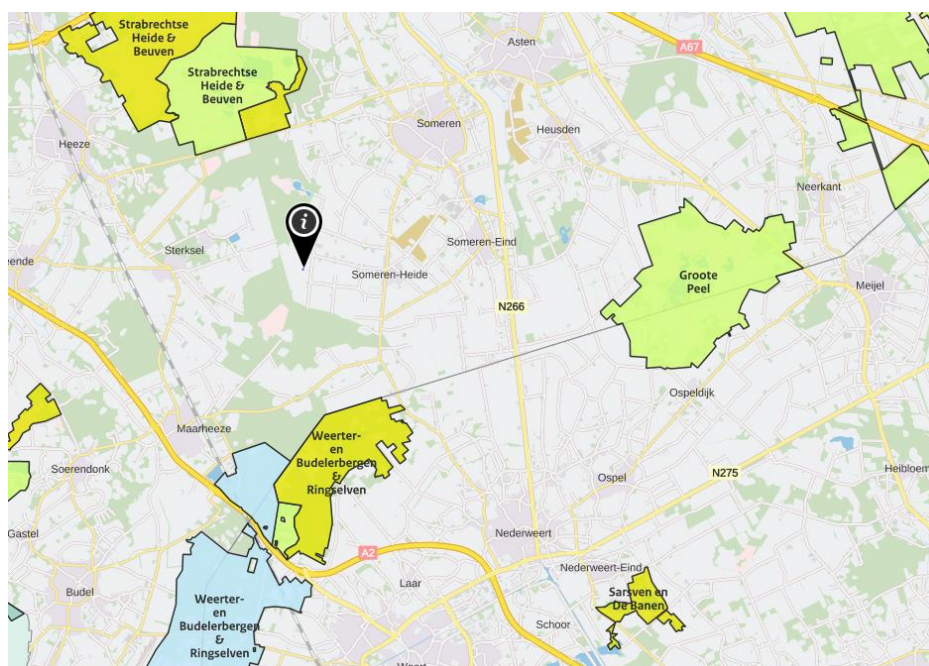 Strabrechtse
Heide &
Beuven
Strabrechtse
Heide &
Beuven
Asten
A67
Someren
Heusden
Heeze
Neerkant
i
Sterksel
Someren-Eind
eende
Someren-Heide
Groote
Peel
Meijel
N266
Ospeldijk
Maarheeze
Weerter-
en
Budelerbergen
&
Ringselven
Soerendonk
Heibloem
N275
Ospel
Gastel
Nederweert
A2
Nederweert-Eind
Laar
Budel
Sarsven en
De Banen
Weerter-
en
Budelerbergen
&
Ringselven
Schoor